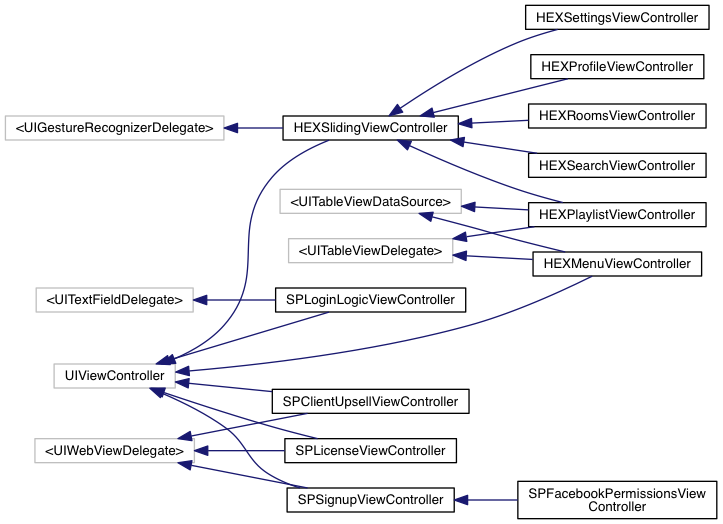 HEXSettingsViewController
HEXProfileViewController
HEXRoomsViewController
<UIGestureRecognizerDelegate>
HEXSlidingViewController
HEXSearchViewController
<UITableViewDataSource>
HEXPlaylistViewController
<UITableViewDelegate>
HEXMenuViewController
<UITextFieldDelegate>
SPLoginLogicViewController
UIViewController
SPClientUpsellViewController
<UIWebViewDelegate>
SPLicenseViewController
SPSignupViewController
SPFacebookPermissionsView
Controller